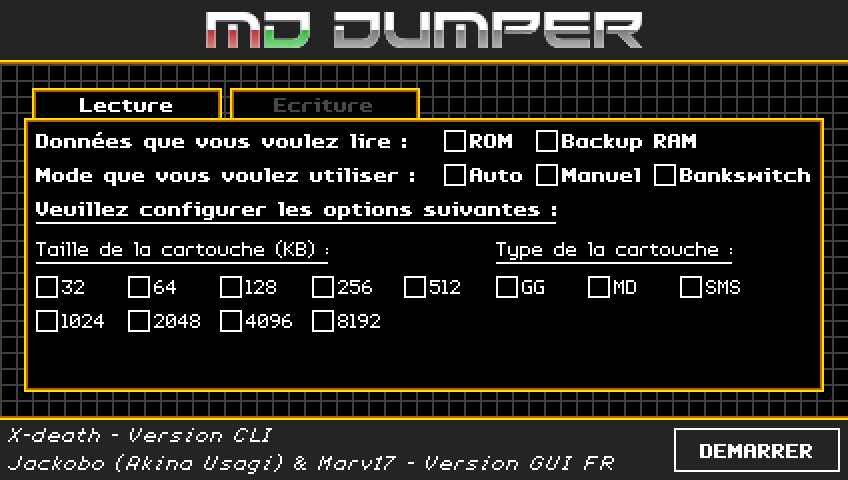 MD DUMPER
Lecture Ecriture
Données que vous voulez lire : ROM Backup RAM
Mode que vous voulez utiliser : Auto Manuel Bankswitch
Veuillez configurer les options suivantes :
Taille de la cartouche (KB) : Type de la cartouche :
32 64 128 256 512 GG MD SMS
1024 2048 4096 8192
X-death - Version CLI
Jackobo (Akina Usagi) & Marv17 - Version GUI FR
DEMARRER